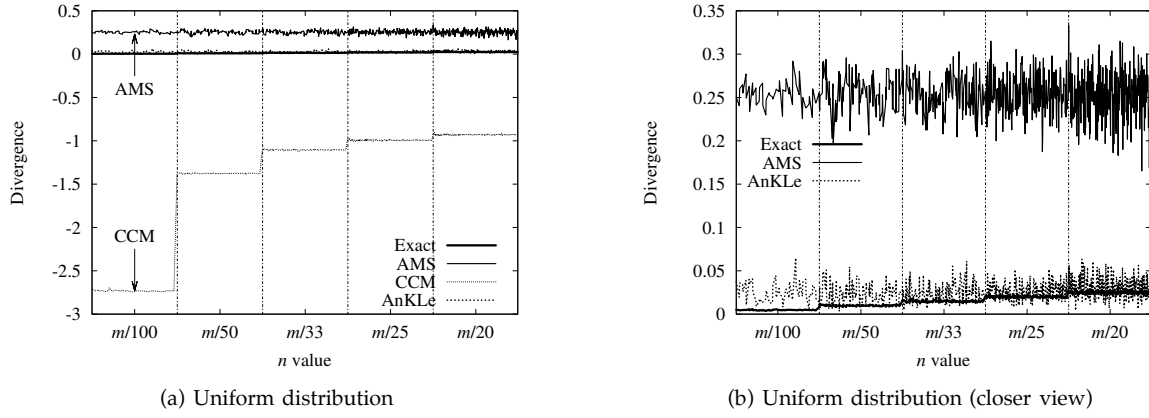 0.5
0
-0.5
-1
-1.5
-2
-2.5
-3
Divergence
AMS
CCM
Exact
AMS
CCM
AnKLe
m/100 m/50 m/33 m/25 m/20
n value
(a) Uniform distribution
0.35
0.3
0.25
0.2
0.15
0.1
0.05
0
Divergence
Exact
AMS
AnKLe
m/100 m/50 m/33 m/25 m/20
n value
(b) Uniform distribution (closer view)